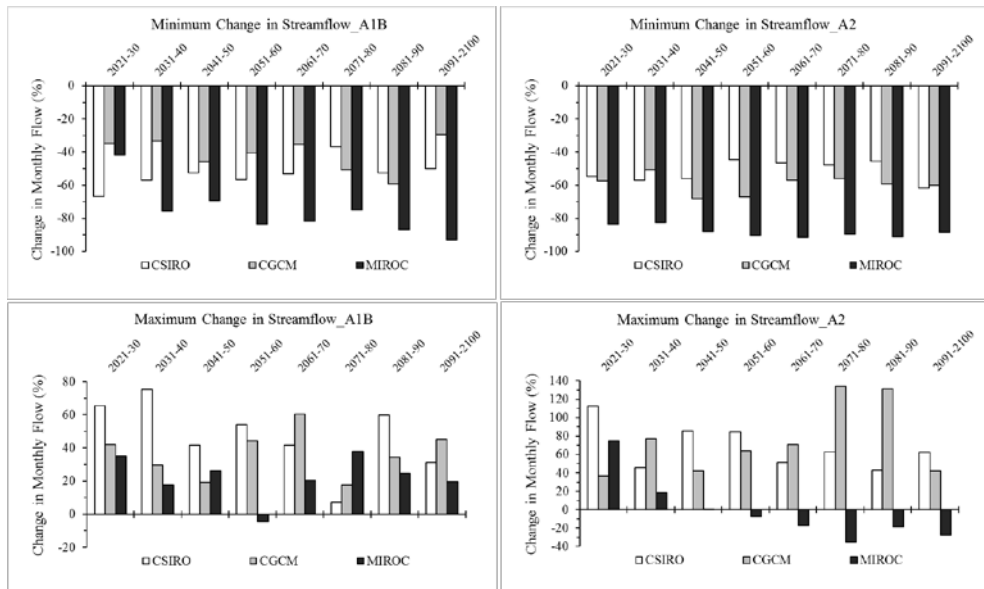 Minimum Change in Streamflow_A1B
2021-30 2031-40 2041-50 2051-60 2061-70 2071-80 2081-90 2091-2100
Change in Monthly Flow (%)
0
-20
-40
-60
-80
-100
CSIRO CGCM MIROC
Minimum Change in Streamflow_A2
2021-30 2031-40 2041-50 2051-60 2061-70 2071-80 2081-90 2091-2100
Change in Monthly Flow (%)
0
-20
-40
-60
-80
-100
CSIRO CGCM MIROC
Maximum Change in Streamflow_A1B
2021-30 2031-40 2041-50 2051-60 2061-70 2071-80 2081-90 2091-2100
Change in Monthly Flow (%)
80
60
40
20
0
-20
CSIRO CGCM MIROC
Maximum Change in Streamflow_A2
2021-30 2031-40 2041-50 2051-60 2061-70 2071-80 2081-90 2091-2100
Change in Monthly Flow (%)
140
120
100
80
60
40
20
0
-20
-40
CSIRO CGCM MIROC